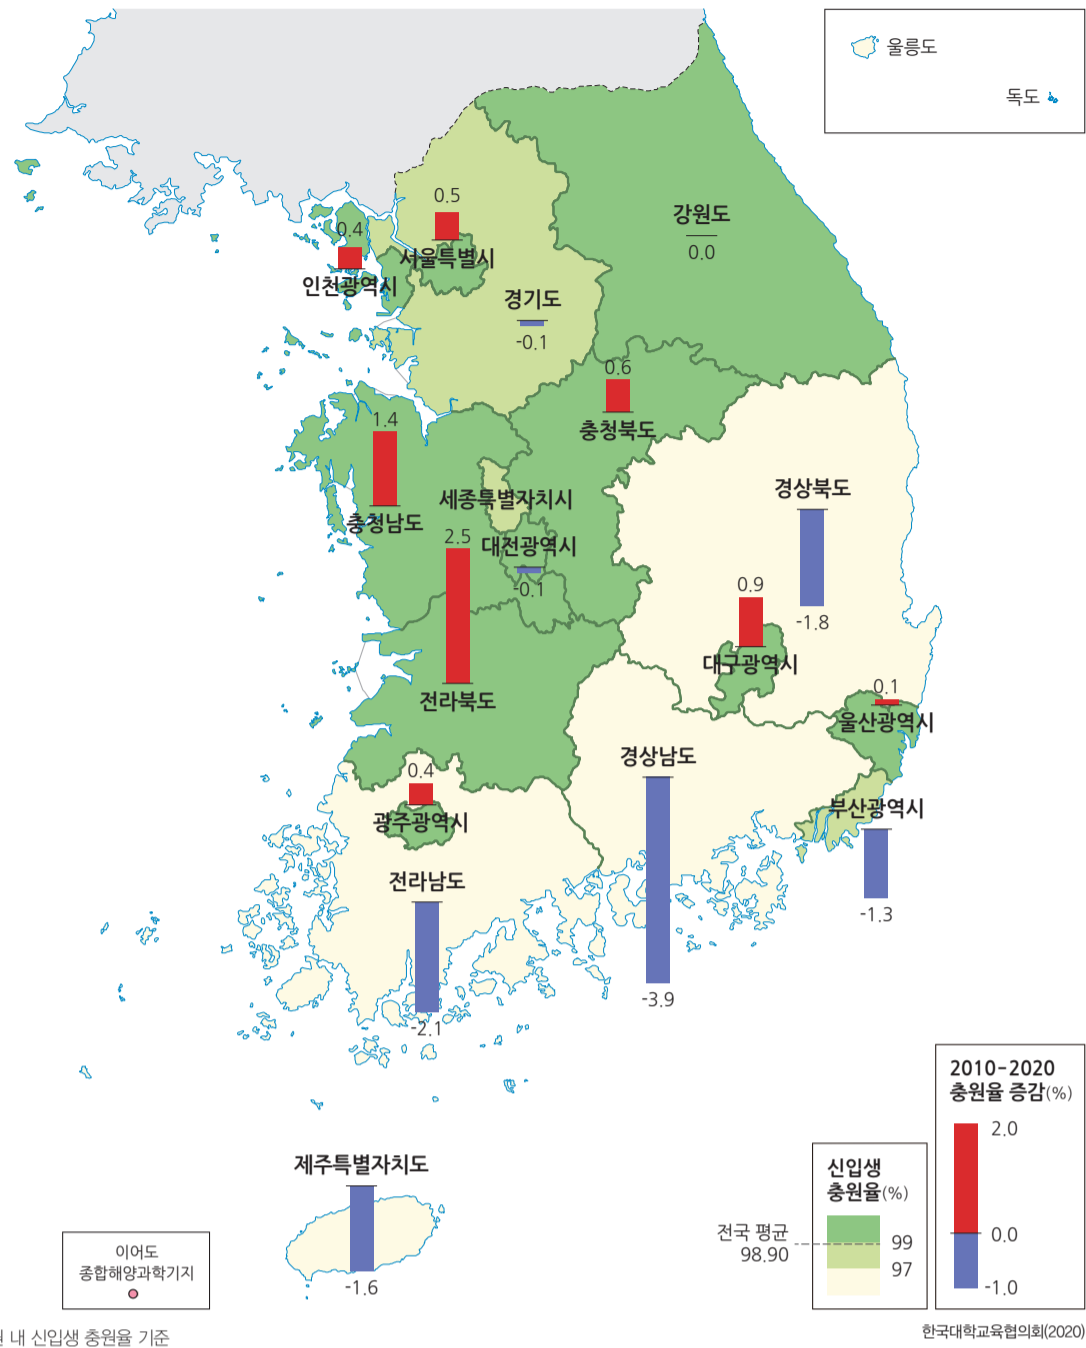 울릉도
독도
강원도
0.0
0.5
서울특별시
0.4
인천광역시
경기도
-0.1
0.6
충청북도
1.4
충청남도
세종특별자치시
경상북도
-1.8
2.5
전라북도
대전광역시
-0.1
0.9
대구광역시
0.1
울산광역시
경상남도
-3.9
0.4
광주광역시
부산광역시
-1.3
전라남도
-2.1
제주특별자치도
-1.6
이어도
종합해양과학기지
신입생
충원율(%)
전국 평균
98.90
99
97
2010-2020
충원율 증감(%)
2.0
0.0
-1.0
내 신입생 충원율 기준
한국대학교육협의회(2020)